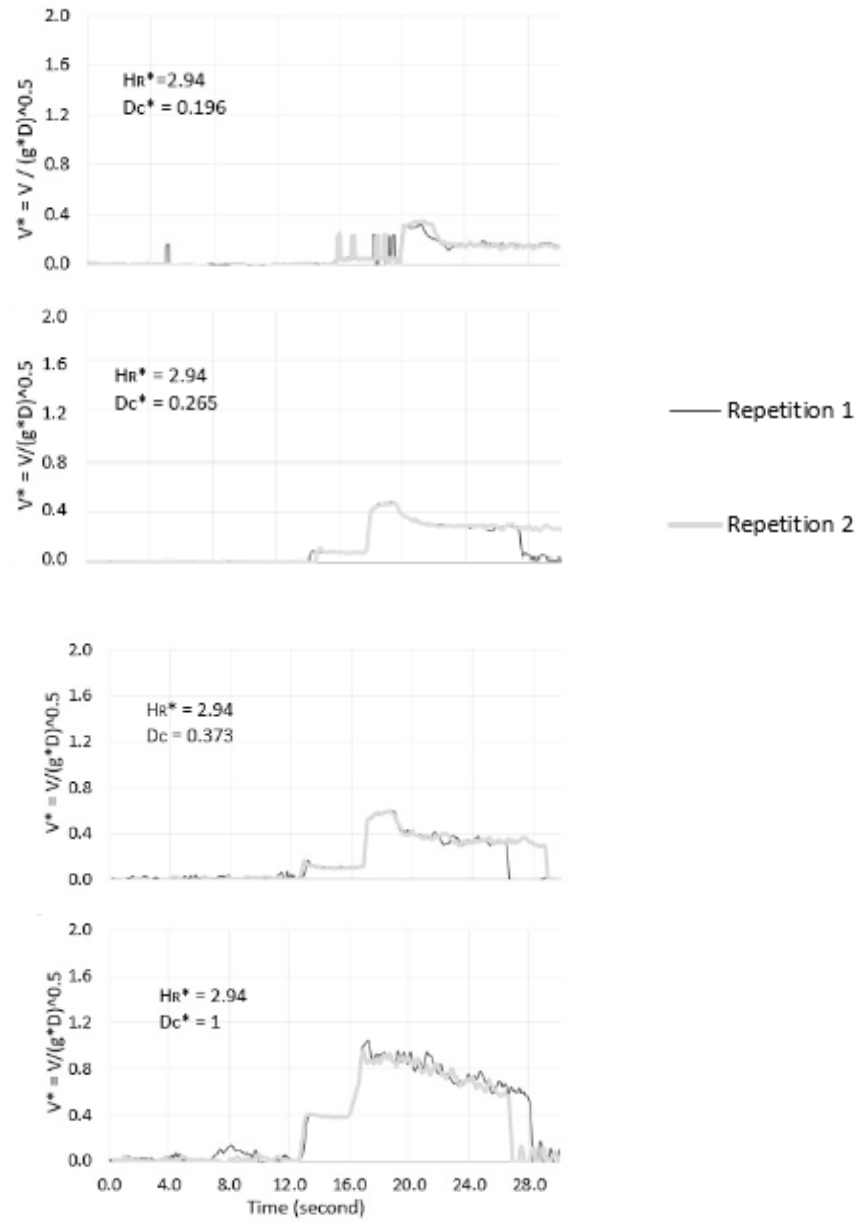 2.0
1.6
1.2
0.8
0.4
0.0
V* = V / (g*D)^0.5
HR*=2.94
Dc* = 0.196
2.0
1.6
1.2
0.8
0.4
0.0
V* = V/(g*D)^0.5
HR* = 2.94
Dc* = 0.265
Repetition 1
Repetition 2
2.0
1.6
1.2
0.8
0.4
0.0
V* = V/(g*D)^0.5
HR* = 2.94
Dc = 0.373
2.0
1.6
1.2
0.8
0.4
0.0
V* = V/(g*D)^0.5
HR* = 2.94
Dc* = 1
0.0 4.0 8.0 12.0 16.0 20.0 24.0 28.0
Time (second)